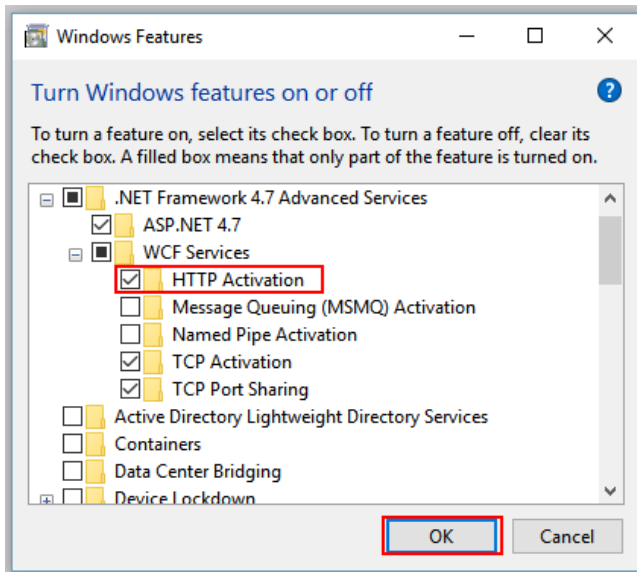 Windows Features
Turn Windows features on or off
To turn a feature on, select its check box. To turn a feature off, clear its
check box. A filled box means that only part of the feature is turned on.
.NET Framework 4.7 Advanced Services
ASP.NET 4.7
WCF Services
HTTP Activation
Message Queuing (MSMQ) Activation
Named Pipe Activation
TCP Activation
TCP Port Sharing
Active Directory Lightweight Directory Services
Containers
Data Center Bridging
Device Lockdown
OK Cancel